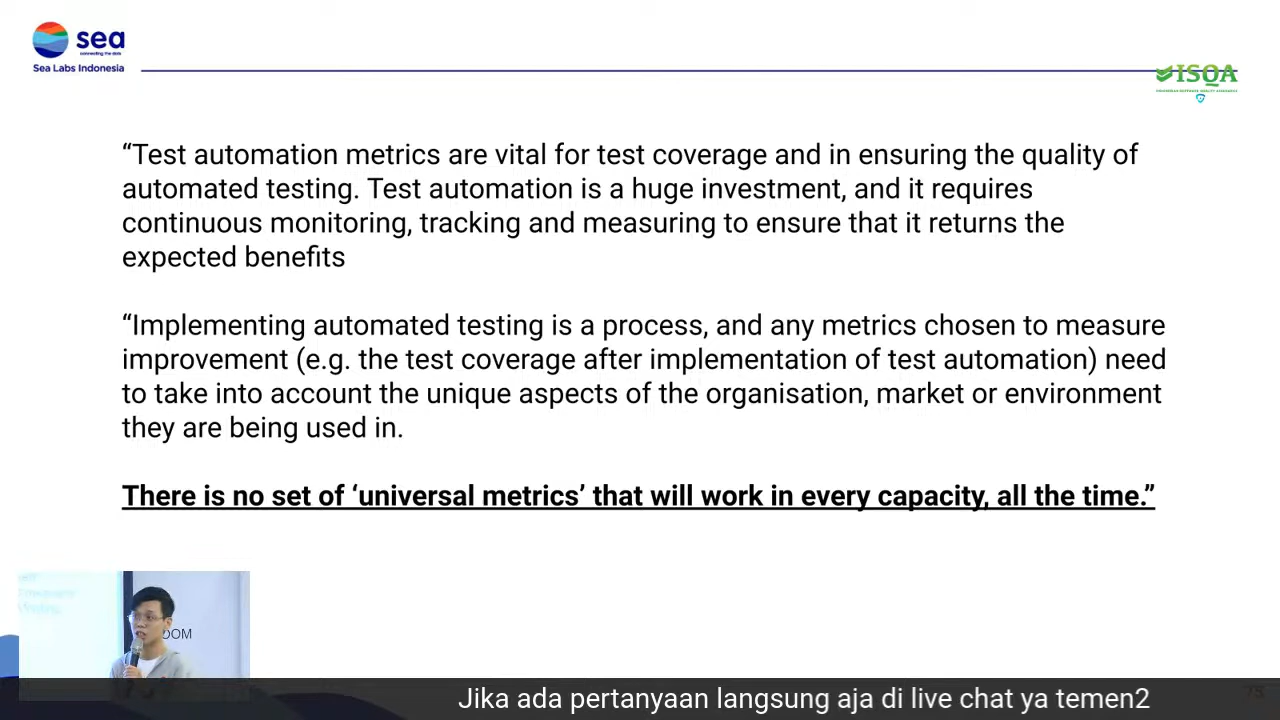 sea
connecting the dots
Sea Labs Indonesia
ISQA
“Test automation metrics are vital for test coverage and in ensuring the quality of
automated testing. Test automation is a huge investment, and it requires
continuous monitoring, tracking and measuring to ensure that it returns the
expected benefits
“Implementing automated testing is a process, and any metrics chosen to measure
improvement (e.g. the test coverage after implementation of test automation) need
to take into account the unique aspects of the organisation, market or environment
they are being used in.
There is no set of ‘universal metrics’ that will work in every capacity, all the time.”
DOM
Jika ada pertanyaan langsung aja di live chat ya temen2